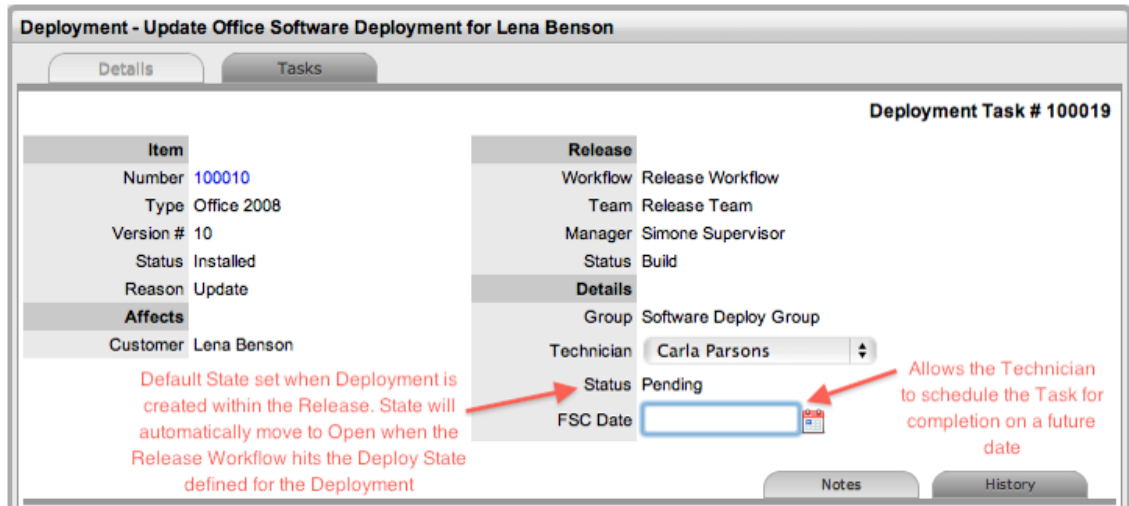 Deployment - Update Office Software Deployment for Lena Benson
Details
Tasks
Deployment Task # 100019
Item
Number 100010
Type Office 2008
Version # 10
Status Installed
Reason Update
Affects
Customer Lena Benson
Release
Workflow Release Workflow
Team Release Team
Manager Simone Supervisor
Status Build
Details
Group Software Deploy Group
Technician Carla Parsons
Status Pending
FSC Date
Default State set when Deployment is
created within the Release. State will
automatically move to Open when the
Release Workflow hits the Deploy State
defined for the Deployment
Allows the Technician
to schedule the Task for
completion on a future
date
Notes
History